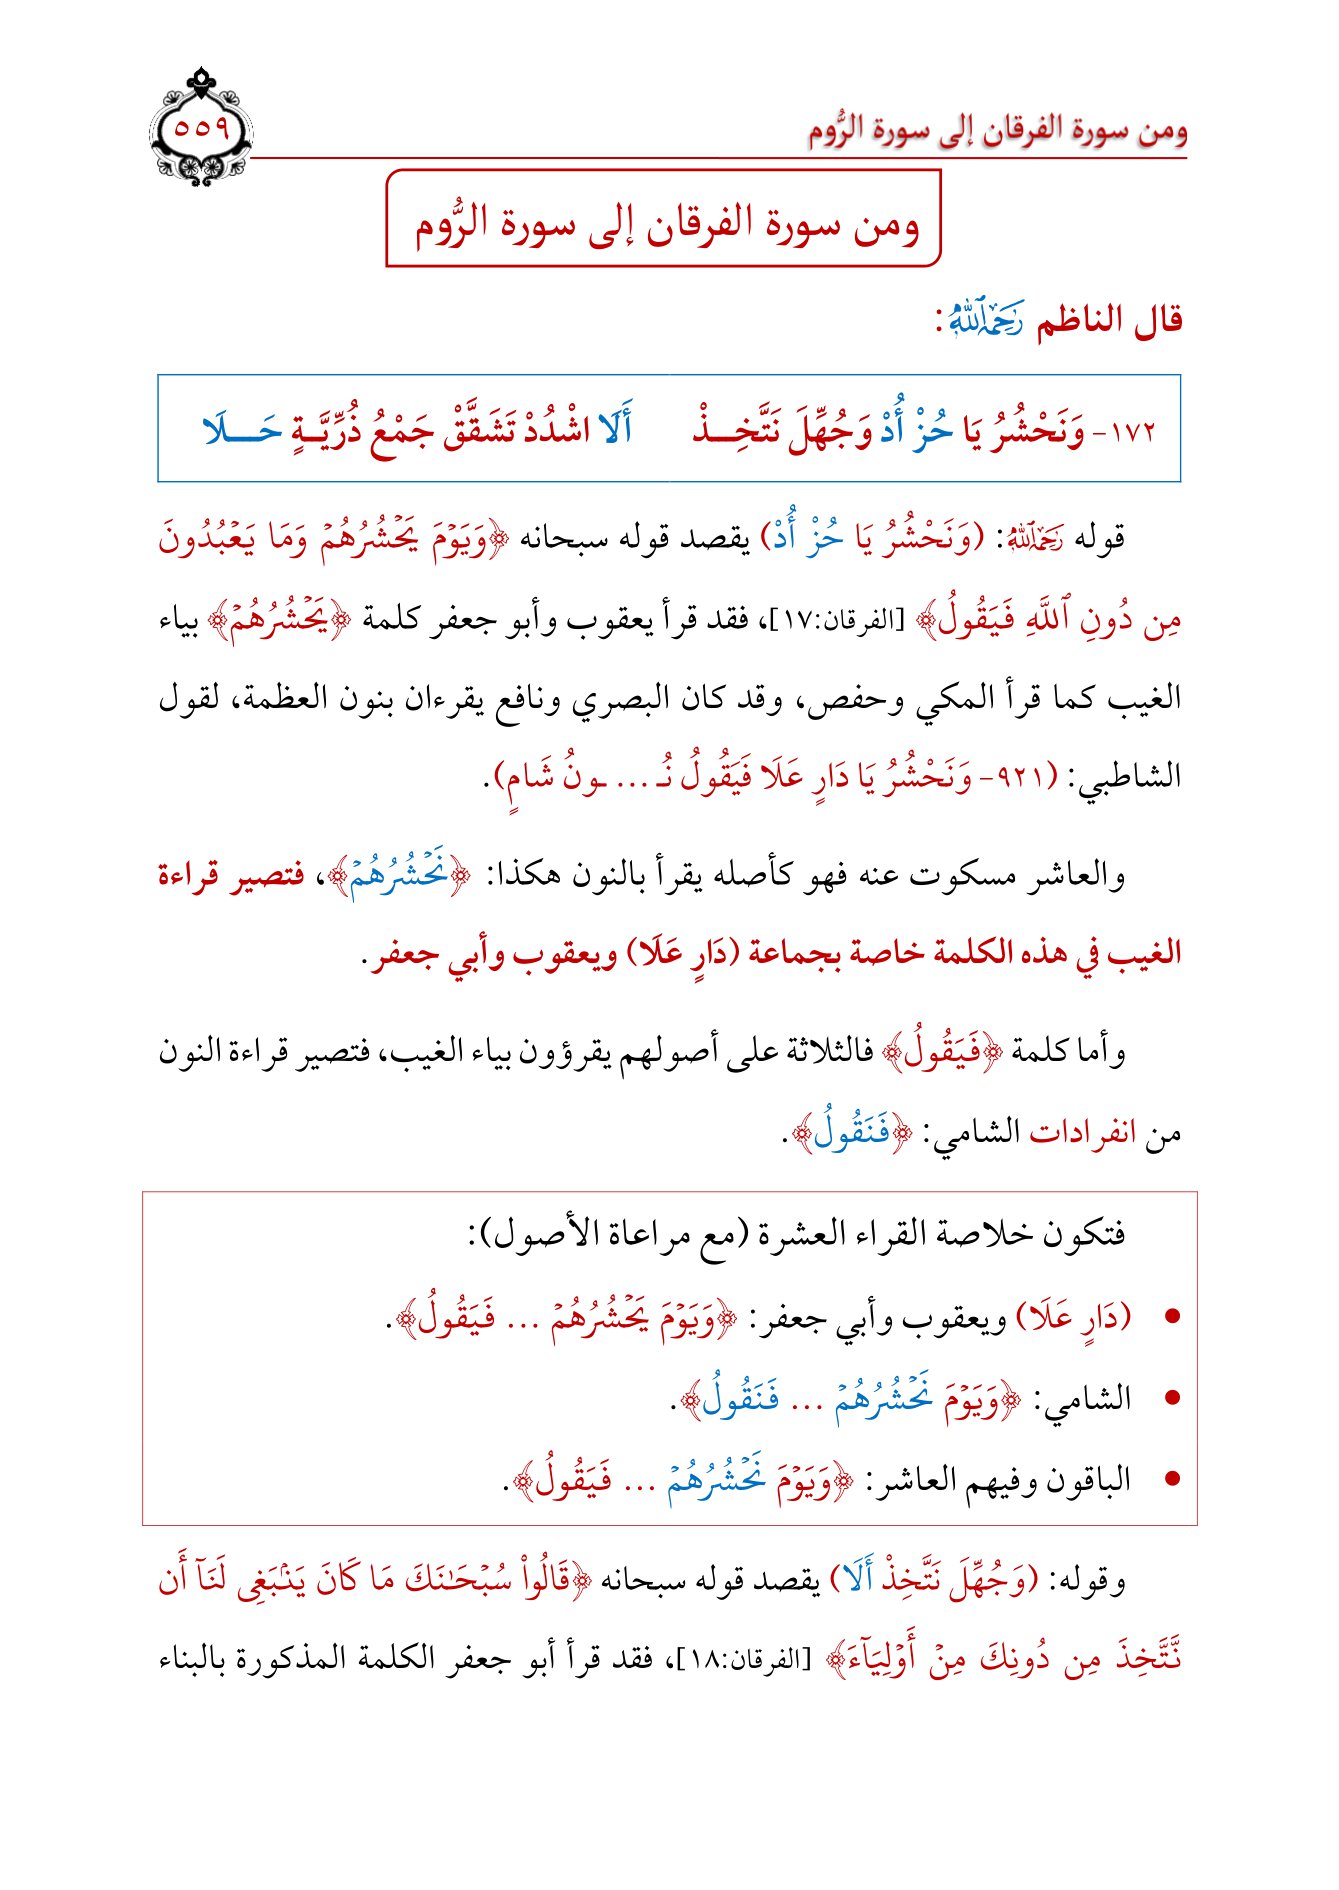 ومن سورة الفرقان إلى سورة الرُّوم
٥٥٩
ومن سورة الفرقان إلى سورة الرُّوم
قال الناظم رَحِمَهُ ٱللَّهُ:
١٧٢- وَنَحْشُرُ يَا حُزْ أُدْ وَجُهِّلَ نَتَّخِـــذْ أَلَا اشْدُدْ تَشَقَّقْ جَمْعُ ذُرِّيَّـةٍ حَـــلَا
قوله رَحِمَهُ ٱللَّهُ: (وَنَحْشُرُ يَا حُزْ أُدْ) يقصد قوله سبحانه ﴿وَيَوۡمَ يَحۡشُرُهُمۡ وَمَا يَعۡبُدُونَ
مِن دُونِ ٱللَّهِ فَيَقُولُ﴾ [الفرقان:١٧]، فقد قرأ يعقوب وأبو جعفر كلمة ﴿يَحۡشُرُهُمۡ﴾ بياء
الغيب كما قرأ المكي وحفص، وقد كان البصري ونافع يقرءان بنون العظمة، لقول
الشاطبي: (٩٢١- وَنَحْشُرُ يَا دَارٍ عَلَا فَيَقُولُ نُـ ... ـونُ شَامٍ).
والعاشر مسكوت عنه فهو كأصله يقرأ بالنون هكذا: ﴿نَحۡشُرُهُمۡ﴾، فتصير قراءة
الغيب في هذه الكلمة خاصة بجماعة (دَارٍ عَلَا) ويعقوب وأبي جعفر.
وأما كلمة ﴿فَيَقُولُ﴾ فالثلاثة على أصولهم يقرؤون بياء الغيب، فتصير قراءة النون
من انفرادات الشامي: ﴿فَنَقُولُ﴾.
فتكون خلاصة القراء العشرة (مع مراعاة الأصول):
• (دَارٍ عَلَا) ويعقوب وأبي جعفر: ﴿وَيَوۡمَ يَحۡشُرُهُمۡ ... فَيَقُولُ﴾.
• الشامي: ﴿وَيَوۡمَ نَحۡشُرُهُمۡ ... فَنَقُولُ﴾.
• الباقون وفيهم العاشر: ﴿وَيَوۡمَ نَحۡشُرُهُمۡ ... فَيَقُولُ﴾.
وقوله: (وَجُهِّلَ نَتَّخِذْ أَلَا) يقصد قوله سبحانه ﴿قَالُواْ سُبۡحَٰنَكَ مَا كَانَ يَنۢبَغِي لَنَآ أَن
نَّتَّخِذَ مِن دُونِكَ مِنۡ أَوۡلِيَآءَ﴾ [الفرقان:١٨]، فقد قرأ أبو جعفر الكلمة المذكورة بالبناء